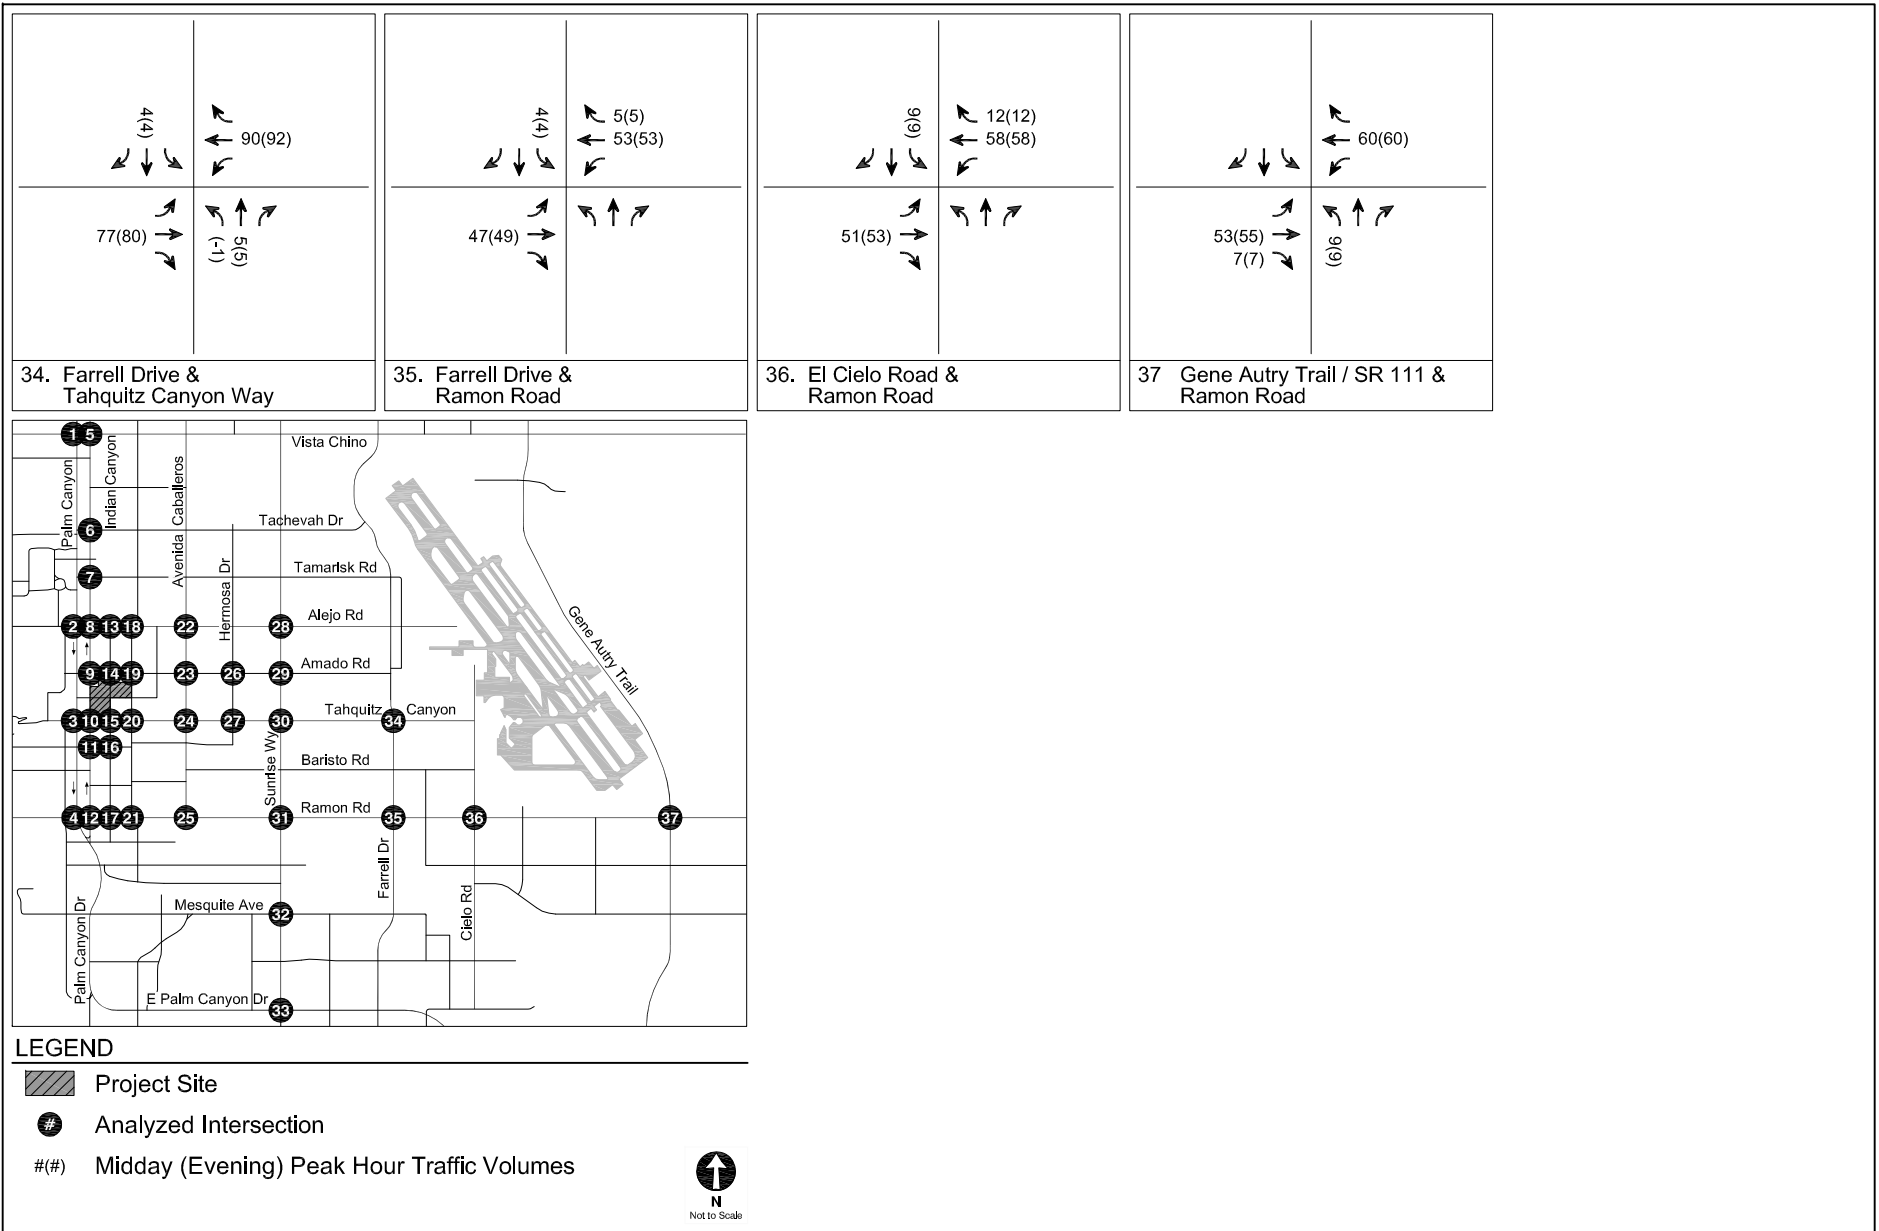 4(4)
90(92)
77(80)
(-1)
5(5)
34. Farrell Drive &
Tahquitz Canyon Way
4(4)
5(5)
53(53)
47(49)
35. Farrell Drive &
Ramon Road
9(9)
12(12)
58(58)
51(53)
36. El Cielo Road &
Ramon Road
60(60)
53(55)
7(7)
9(9)
37 Gene Autry Trail / SR 111 &
Ramon Road
1 5
Vista Chino
Palm Canyon
Indian Canyon
Avenida Caballeros
6
Tachevah Dr
7
Tamarisk Rd
Hermosa Dr
2 8 13 18 22 28
Alejo Rd
Gene Autry Trail
9 14 19 23 26 29
Amado Rd
3 10 15 20 24 27 30 34
Tahquitz Canyon
11 16
Sunrise Wy
Baristo Rd
4 12 17 21 25 31 35 36 37
Ramon Rd
Farrell Dr
Cielo Rd
Mesquite Ave
32
Palm Canyon Dr
E Palm Canyon Dr
33
LEGEND
Project Site
# Analyzed Intersection
#(#) Midday (Evening) Peak Hour Traffic Volumes
N
Not to Scale